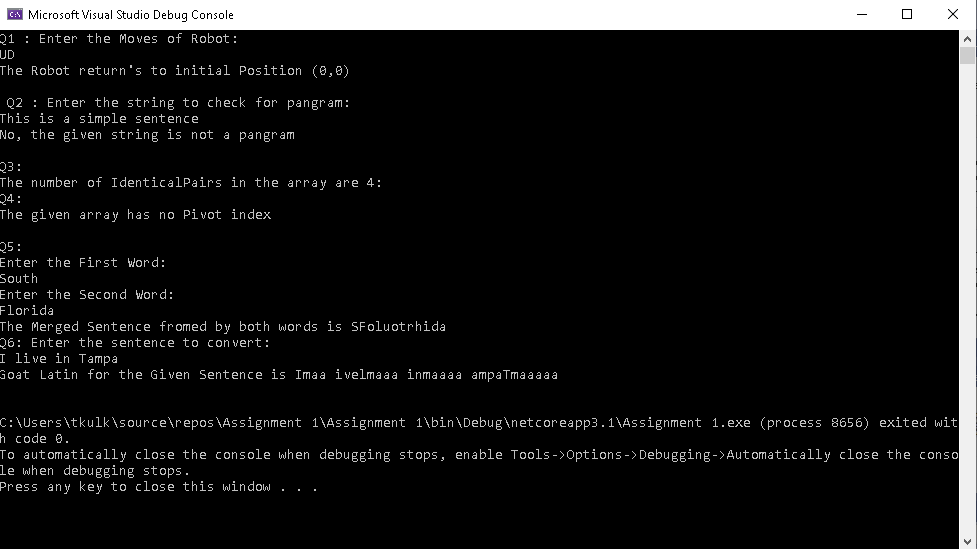 Microsoft Visual Studio Debug Console
Q1 : Enter the Moves of Robot:
UD
The Robot return's to initial Position (0,0)
Q2 : Enter the string to check for pangram:
This is a simple sentence
No, the given string is not a pangram
Q3:
The number of IdenticalPairs in the array are 4:
Q4:
The given array has no Pivot index
Q5:
Enter the First Word:
South
Enter the Second Word:
Florida
The Merged Sentence fromed by both words is SFoluotrhida
Q6: Enter the sentence to convert:
I live in Tampa
Goat Latin for the Given Sentence is Imaa ivelmaaa inmaaaa ampaTmaaaaa
C:\Users\tkulk\source\repos\Assignment 1\Assignment 1\bin\Debug\netcoreapp3.1\Assignment 1.exe (process 8656) exited wit
h code 0.
To automatically close the console when debugging stops, enable Tools->Options->Debugging->Automatically close the conso
le when debugging stops.
Press any key to close this window . . .